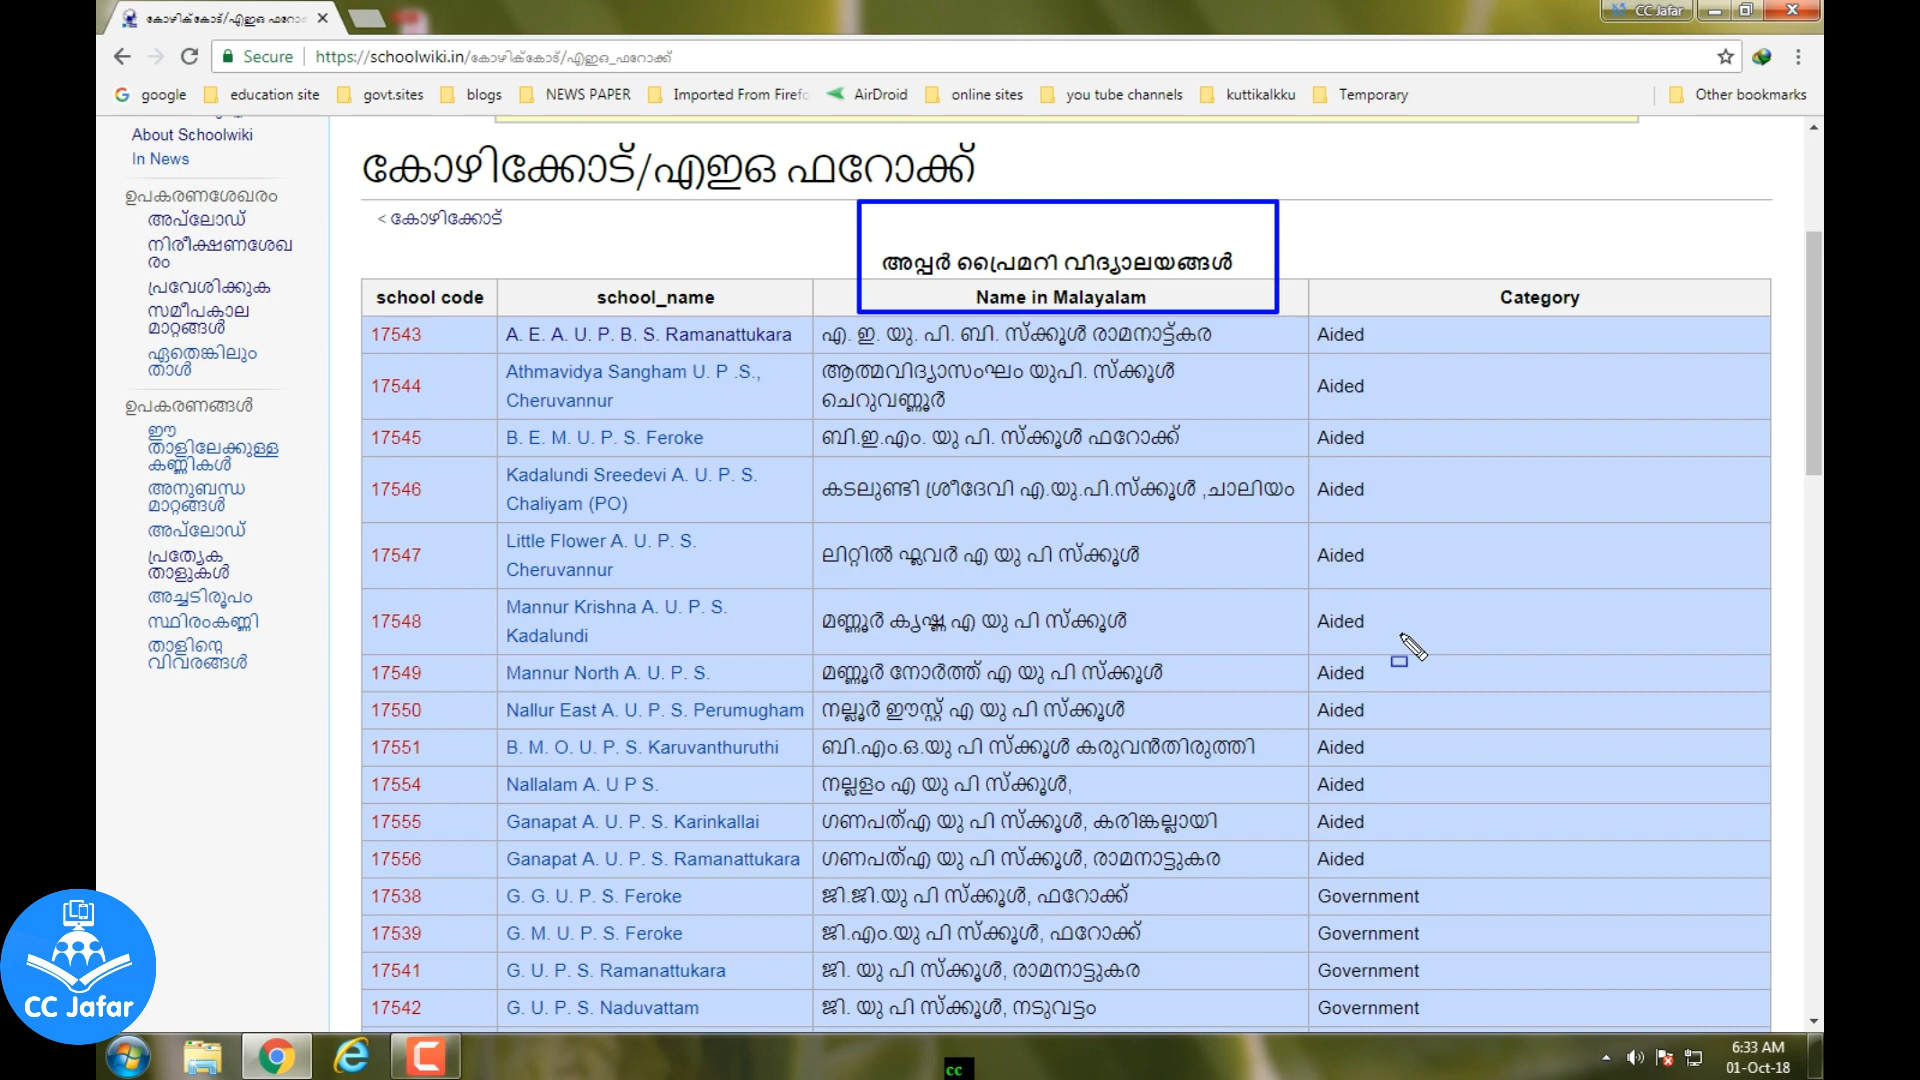 കോഴിക്കോട്/എഇഒ ഫറോ
CC Jafar
Secure https://schoolwiki.in/കോഴിക്കോട്/എഇഒ_ഫറോക്ക്
google education site govt.sites blogs NEWS PAPER Imported From Firefo AirDroid online sites you tube channels kuttikalkku Temporary Other bookmarks
About Schoolwiki
In News
ഉപകരണശേഖരം
അപ്‌ലോഡ്
നിരീക്ഷണശേഖ
രം
പ്രവേശിക്കുക
സമീപകാല
മാറ്റങ്ങൾ
ഏതെങ്കിലും
താൾ
ഉപകരണങ്ങൾ
ഈ
താളിലേക്കുള്ള
കണ്ണികൾ
അനുബന്ധ
മാറ്റങ്ങൾ
അപ്‌ലോഡ്
പ്രത്യേക
താളുകൾ
അച്ചടിരൂപം
സ്ഥിരംകണ്ണി
താളിന്റെ
വിവരങ്ങൾ
കോഴിക്കോട്/എഇഒ ഫറോക്ക്
< കോഴിക്കോട്
അപ്പർ പ്രൈമറി വിദ്യാലയങ്ങൾ
school code school_name Name in Malayalam Category
17543 A. E. A. U. P. B. S. Ramanattukara എ. ഇ. യു. പി. ബി. സ്ക്കൂൾ രാമനാട്ട്കര Aided
17544 Athmavidya Sangham U. P .S., Cheruvannur ആത്മവിദ്യാസംഘം യുപി. സ്ക്കൂൾ ചെറുവണ്ണൂർ Aided
17545 B. E. M. U. P. S. Feroke ബി.ഇ.എം. യു പി. സ്ക്കൂൾ ഫറോക്ക് Aided
17546 Kadalundi Sreedevi A. U. P. S. Chaliyam (PO) കടലുണ്ടി ശ്രീദേവി എ.യു.പി.സ്ക്കൂൾ ,ചാലിയം Aided
17547 Little Flower A. U. P. S. Cheruvannur ലിറ്റിൽ ഫ്ലവർ എ യു പി സ്ക്കൂൾ Aided
17548 Mannur Krishna A. U. P. S. Kadalundi മണ്ണൂർ കൃഷ്ണ എ യു പി സ്ക്കൂൾ Aided
17549 Mannur North A. U. P. S. മണ്ണൂർ നോർത്ത് എ യു പി സ്ക്കൂൾ Aided
17550 Nallur East A. U. P. S. Perumugham നല്ലൂർ ഈസ്റ്റ് എ യു പി സ്ക്കൂൾ Aided
17551 B. M. O. U. P. S. Karuvanthuruthi ബി.എം.ഒ.യു പി സ്ക്കൂൾ കരുവൻതിരുത്തി Aided
17554 Nallalam A. U P S. നല്ലളം എ യു പി സ്ക്കൂൾ, Aided
17555 Ganapat A. U. P. S. Karinkallai ഗണപത്എ യു പി സ്ക്കൂൾ, കരിങ്കല്ലായി Aided
17556 Ganapat A. U. P. S. Ramanattukara ഗണപത്എ യു പി സ്ക്കൂൾ, രാമനാട്ടുകര Aided
17538 G. G. U. P. S. Feroke ജി.ജി.യു പി സ്ക്കൂൾ, ഫറോക്ക് Government
17539 G. M. U. P. S. Feroke ജി.എം.യു പി സ്ക്കൂൾ, ഫറോക്ക് Government
17541 G. U. P. S. Ramanattukara ജി. യു പി സ്ക്കൂൾ, രാമനാട്ടുകര Government
17542 G. U. P. S. Naduvattam ജി. യു പി സ്ക്കൂൾ, നടുവട്ടം Government
CC Jafar
cc
6:33 AM
01-Oct-18